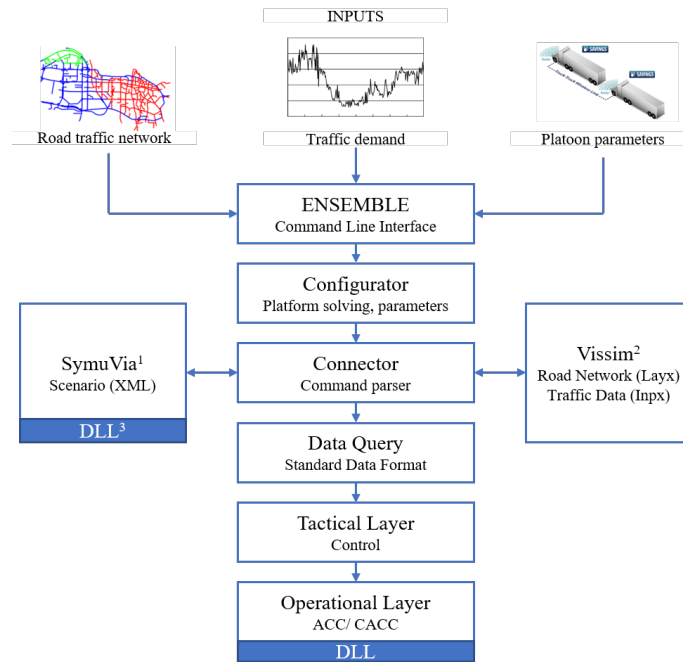 INPUTS
SAVINGS
SAVINGS
Road traffic network
Traffic demand
Platoon parameters
ENSEMBLE
Command Line Interface
Configurator
Platform solving, parameters
SymuVia¹
Scenario (XML)
DLL³
Connector
Command parser
Vissim²
Road Network (Layx)
Traffic Data (Inpx)
Data Query
Standard Data Format
Tactical Layer
Control
Operational Layer
ACC/ CACC
DLL